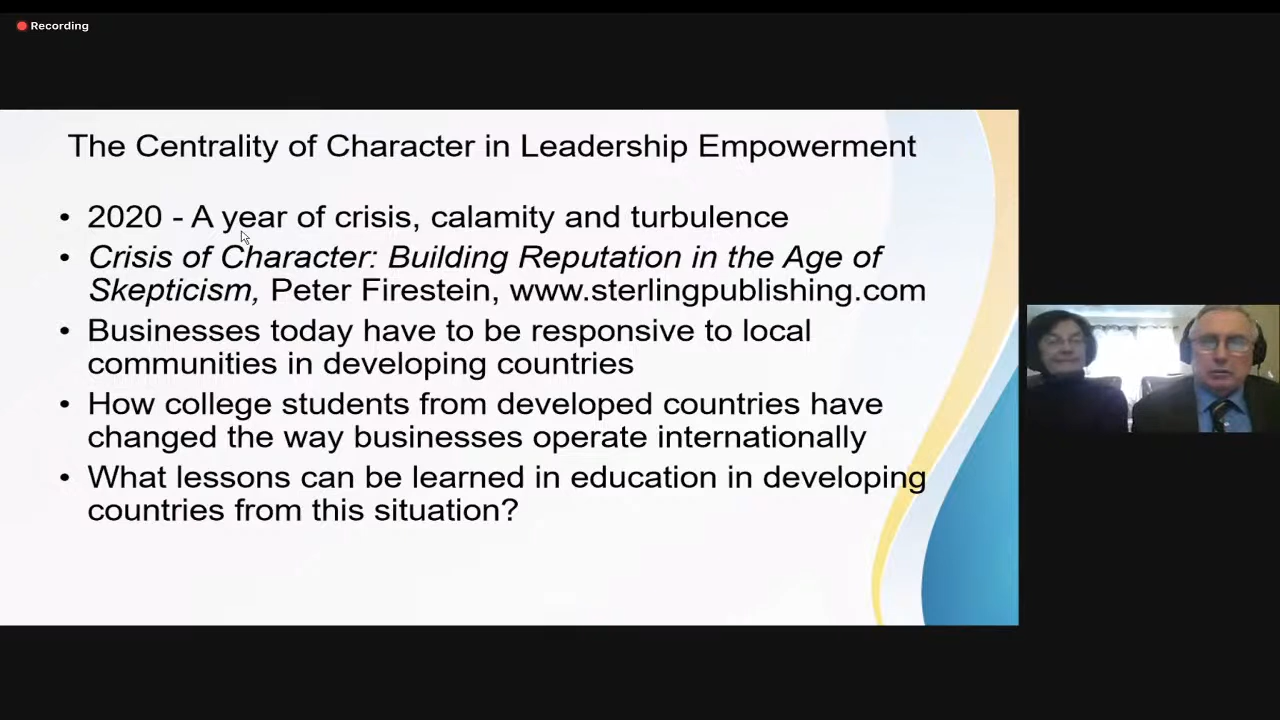 Recording
The Centrality of Character in Leadership Empowerment
• 2020 - A year of crisis, calamity and turbulence
• Crisis of Character: Building Reputation in the Age of
Skepticism, Peter Firestein, www.sterlingpublishing.com
• Businesses today have to be responsive to local
communities in developing countries
• How college students from developed countries have
changed the way businesses operate internationally
• What lessons can be learned in education in developing
countries from this situation?